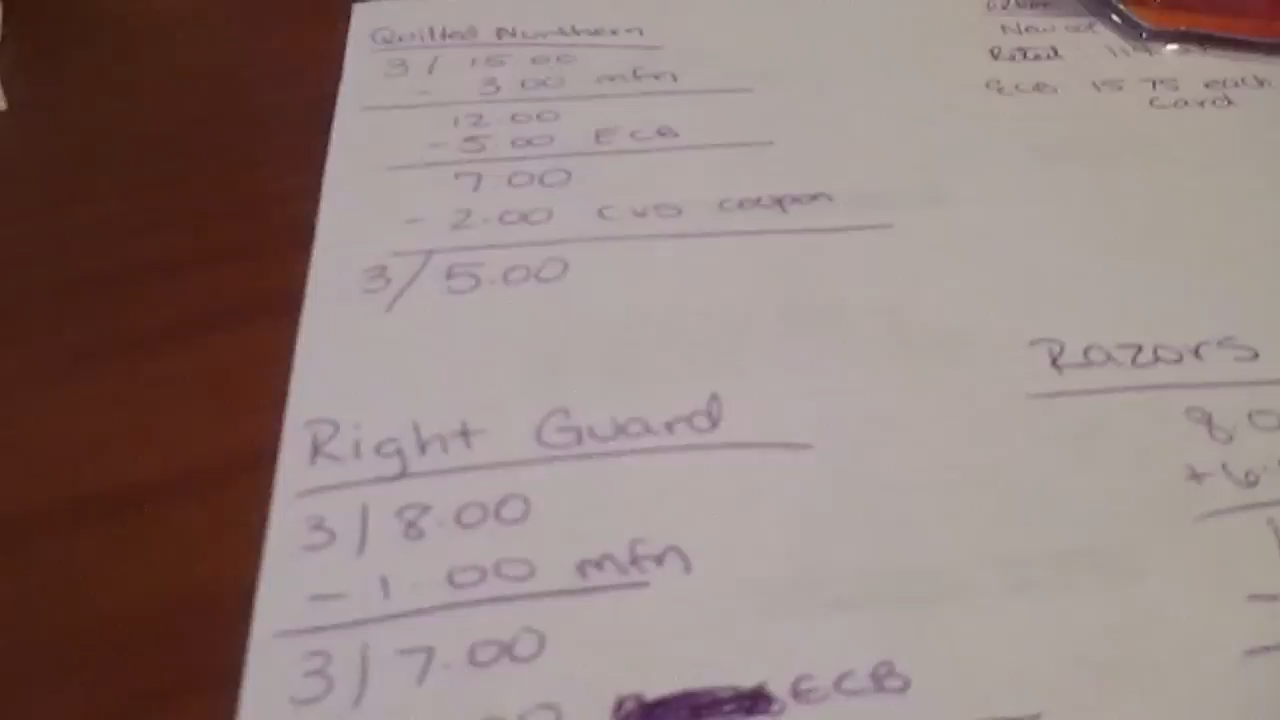 Quilted Northern
3 / 15.00
- 3.00 mfn
12.00
- 5.00 ECB
7.00
- 2.00 CVS coupon
3/ 5.00
Right Guard
3 / 8.00
- 1.00 mfn
3 / 7.00
ECB
ECB 15.75 each
card
Razors